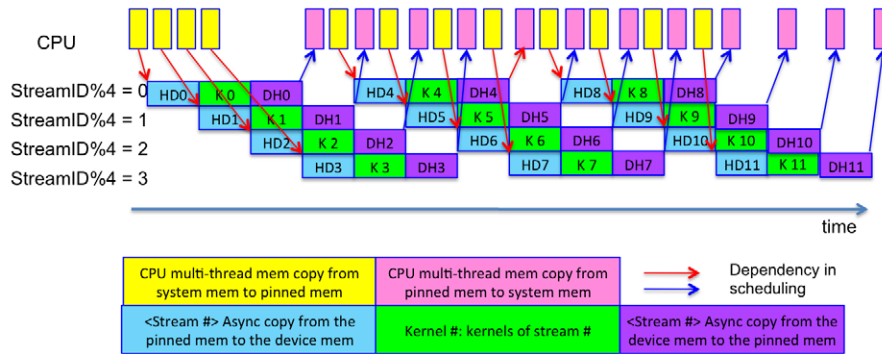 CPU
StreamID%4 = 0
HD0 K 0 DH0 HD4 K 4 DH4 HD8 K 8 DH8
StreamID%4 = 1
HD1 K 1 DH1 HD5 K 5 DH5 HD9 K 9 DH9
StreamID%4 = 2
HD2 K 2 DH2 HD6 K 6 DH6 HD10 K 10 DH10
StreamID%4 = 3
HD3 K 3 DH3 HD7 K 7 DH7 HD11 K 11 DH11
time
CPU multi-thread mem copy from
system mem to pinned mem
CPU multi-thread mem copy from
pinned mem to system mem
Dependency in
scheduling
<Stream #> Async copy from the
pinned mem to the device mem
Kernel #: kernels of stream #
<Stream #> Async copy from the
device mem to the pinned mem